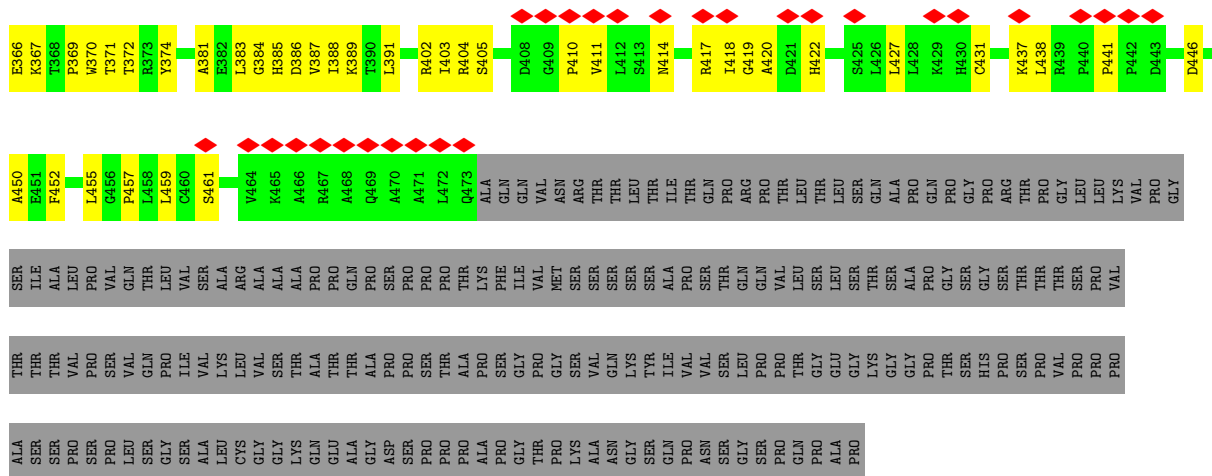 E366 K367 T368 P369 W370 T371 T372 R373 Y374 A381 E382 L383 G384 H385 D386 V387 I388 K389 T390 L391 R402 I403 R404 S405 D408 G409 P410 V411 L412 S413 N414 R417 I418 G419 A420 D421 H422 S425 L426 L427 L428 K429 H430 C431 K437 L438 R439 P440 P441 P442 D443 D446
A450 E451 F452 L455 G456 P457 L458 L459 C460 S461 V464 K465 A466 R467 A468 Q469 A470 A471 L472 Q473 ALA GLN GLN VAL ASN ARG THR THR LEU THR ILE THR GLN PRO ARG PRO THR LEU THR LEU SER GLN ALA PRO GLN PRO GLY PRO ARG THR PRO GLY LEU LEU LYS VAL PRO GLY
SER ILE ALA LEU PRO VAL GLN THR LEU VAL SER ALA ARG ALA ALA ALA PRO PRO GLN PRO SER PRO PRO PRO THR LYS PHE ILE VAL MET SER SER SER SER SER ALA PRO SER THR GLN GLN VAL LEU SER LEU SER THR SER ALA PRO GLY SER GLY SER THR THR THR SER PRO VAL
THR THR THR VAL PRO SER VAL GLN PRO ILE VAL LYS LEU VAL SER THR ALA THR THR ALA PRO PRO SER THR ALA PRO SER GLY PRO GLY SER VAL GLN LYS TYR ILE VAL VAL SER LEU PRO PRO THR GLY GLU GLY LYS GLY GLY PRO THR SER HIS PRO SER PRO VAL PRO PRO PRO
ALA SER SER PRO SER PRO LEU SER GLY SER ALA LEU CYS GLY GLY LYS GLN GLU ALA GLY ASP SER PRO PRO PRO ALA PRO GLY THR PRO LYS ALA ASN GLY SER GLN PRO ASN SER GLY SER PRO GLN PRO ALA PRO